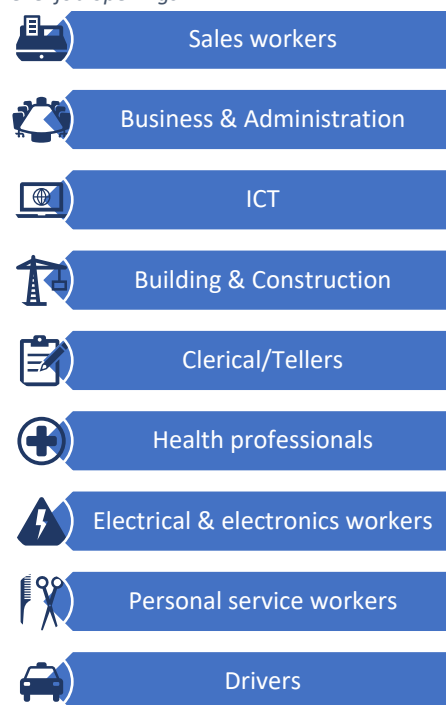 Sales workers
Business & Administration
ICT
Building & Construction
Clerical/Tellers
Health professionals
Electrical & electronics workers
Personal service workers
Drivers